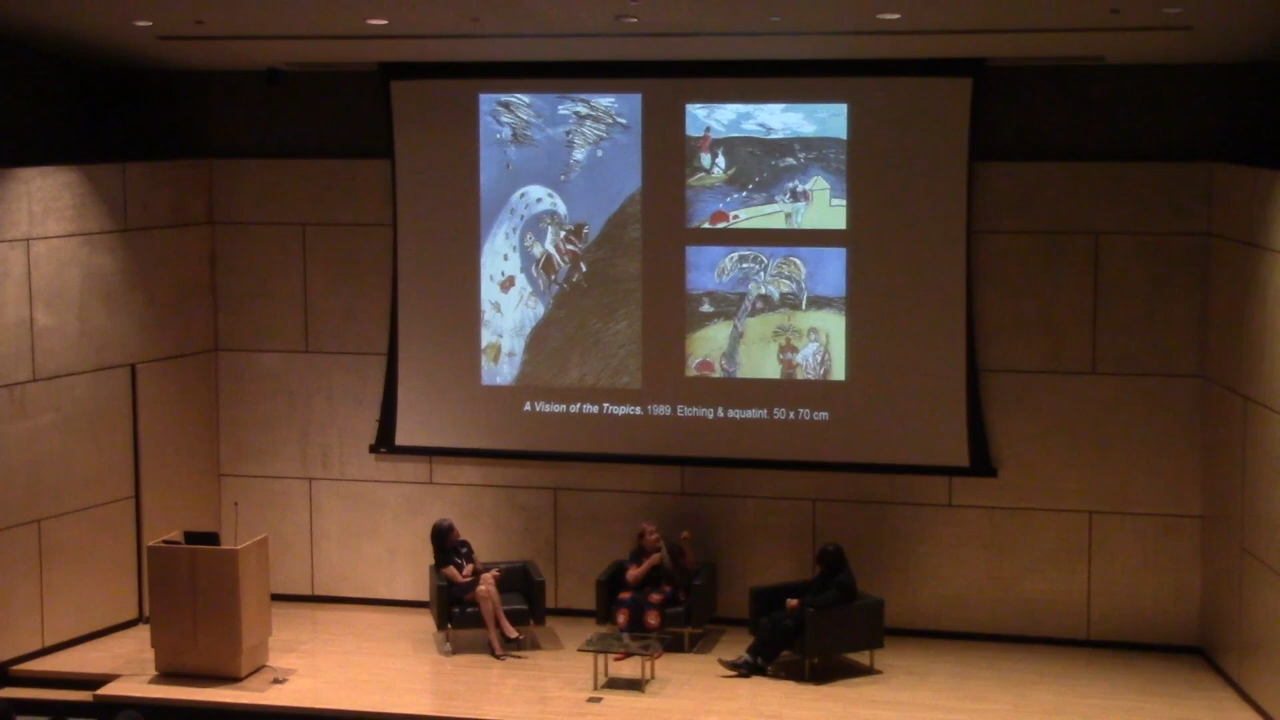 A Vision of the Tropics. 1989. Etching & aquatint. 50 x 70 cm